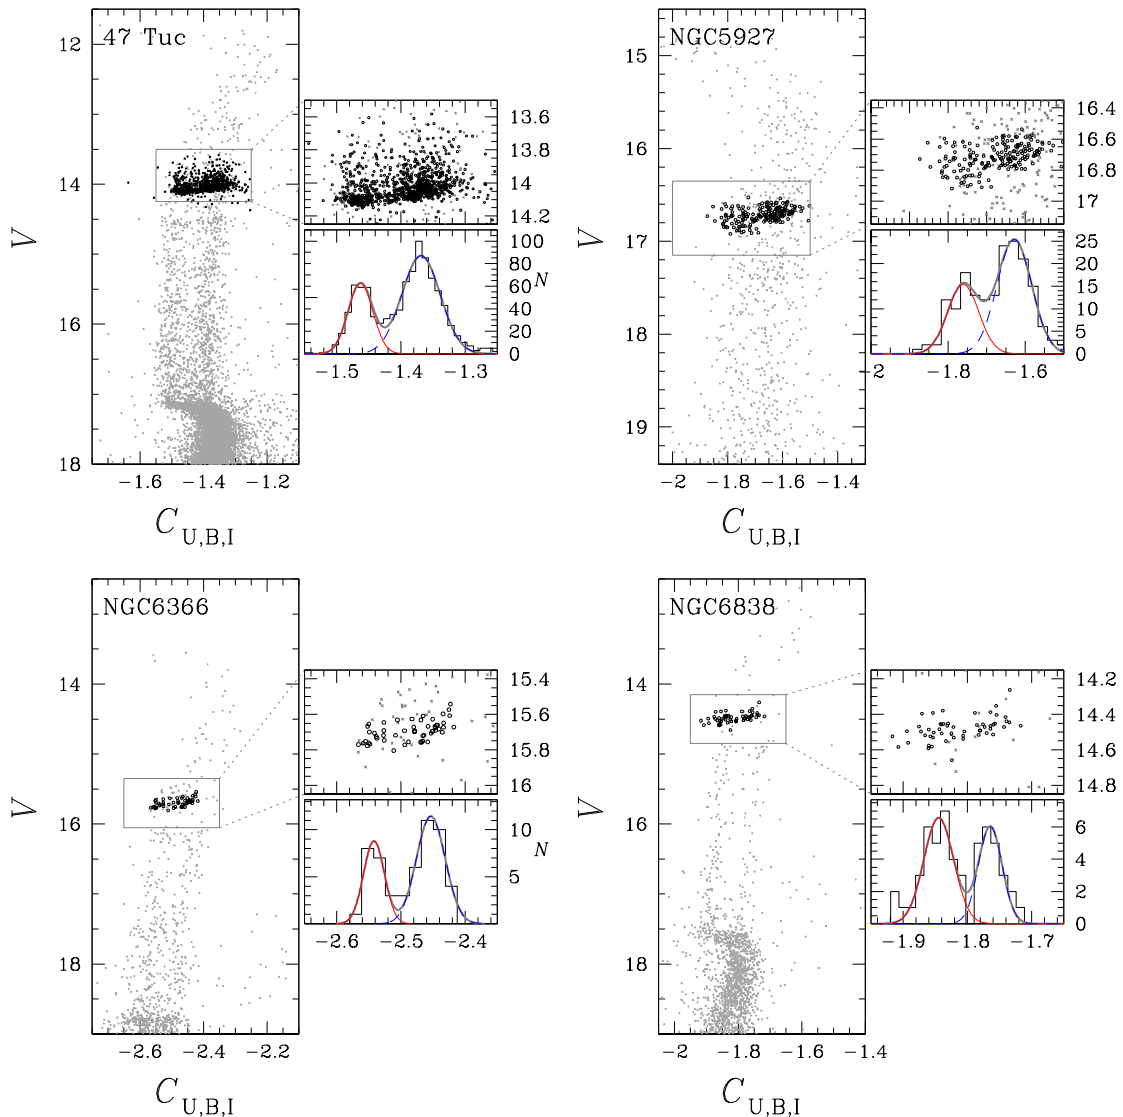 47 Tuc
12
14
16
18
V
−1.6 −1.4 −1.2
C U,B,I
13.6
13.8
14
14.2
100
80
60
40
20
0
N
−1.5 −1.4 −1.3
NGC5927
15
16
17
18
19
V
−2 −1.8 −1.6 −1.4
C U,B,I
16.4
16.6
16.8
17
25
20
15
10
5
0
−2 −1.8 −1.6
NGC6366
14
16
18
V
−2.6 −2.4 −2.2
C U,B,I
15.4
15.6
15.8
16
10
N
5
−2.6 −2.5 −2.4
NGC6838
14
16
18
V
−2 −1.8 −1.6 −1.4
C U,B,I
14.2
14.4
14.6
14.8
6
4
2
0
−1.9 −1.8 −1.7